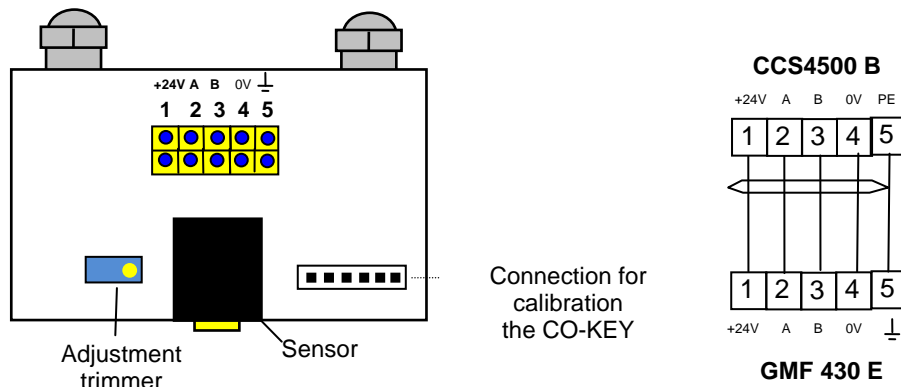 +24V A B 0V
1 2 3 4 5
Adjustment
trimmer
Sensor
Connection for
calibration
the CO-KEY
CCS4500 B
+24V A B 0V PE
1 2 3 4 5
1 2 3 4 5
+24V A B 0V
GMF 430 E